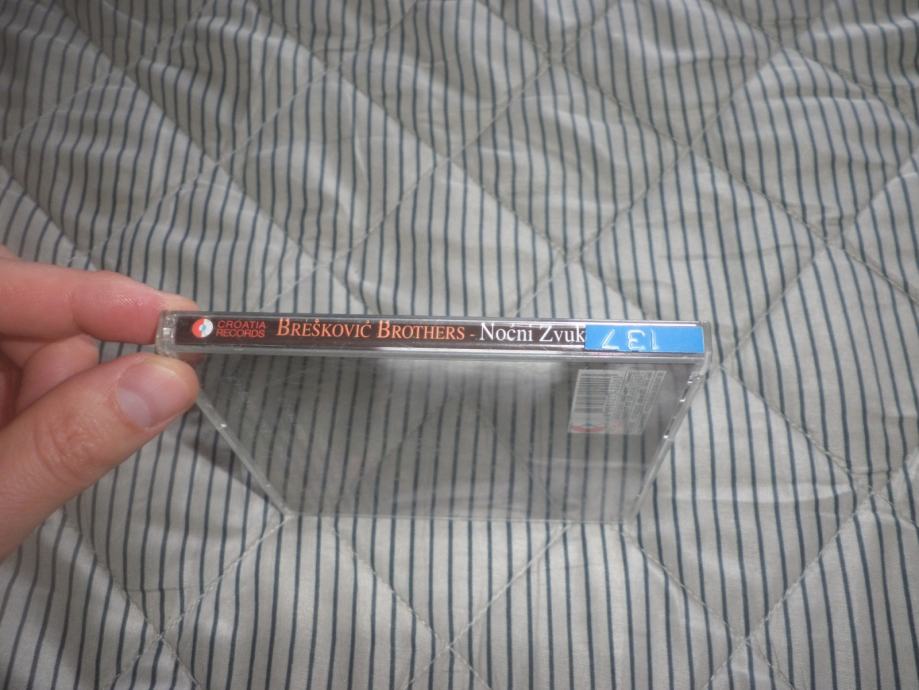 CROATIA
RECORDS
BREŠKOVIĆ BROTHERS - Noćni Zvuk
137